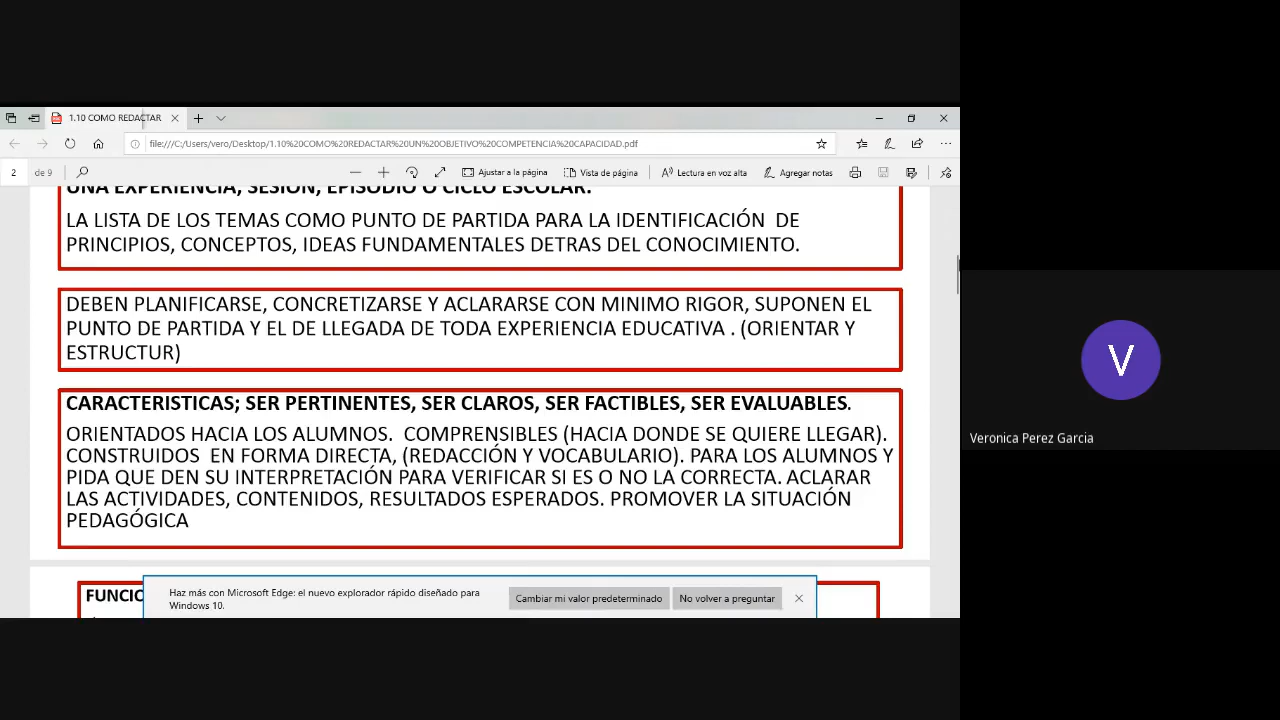 1.10 COMO REDACTAR
file:///C:/Users/vero/Desktop/1.10%20COMO%20REDACTAR%20UN%20OBJETIVO%20COMPETENCIA%20CAPACIDAD.pdf
2 de 9
Ajustar a la página
Vista de página
Lectura en voz alta
Agregar notas
UNA EXPERIENCIA, SESION, EPISODIO O CICLO ESCOLAR.
LA LISTA DE LOS TEMAS COMO PUNTO DE PARTIDA PARA LA IDENTIFICACIÓN DE
PRINCIPIOS, CONCEPTOS, IDEAS FUNDAMENTALES DETRAS DEL CONOCIMIENTO.
DEBEN PLANIFICARSE, CONCRETIZARSE Y ACLARARSE CON MINIMO RIGOR, SUPONEN EL
PUNTO DE PARTIDA Y EL DE LLEGADA DE TODA EXPERIENCIA EDUCATIVA . (ORIENTAR Y
ESTRUCTUR)
CARACTERISTICAS; SER PERTINENTES, SER CLAROS, SER FACTIBLES, SER EVALUABLES.
ORIENTADOS HACIA LOS ALUMNOS. COMPRENSIBLES (HACIA DONDE SE QUIERE LLEGAR).
CONSTRUIDOS EN FORMA DIRECTA, (REDACCIÓN Y VOCABULARIO). PARA LOS ALUMNOS Y
PIDA QUE DEN SU INTERPRETACIÓN PARA VERIFICAR SI ES O NO LA CORRECTA. ACLARAR
LAS ACTIVIDADES, CONTENIDOS, RESULTADOS ESPERADOS. PROMOVER LA SITUACIÓN
PEDAGÓGICA
FUNCIO
Haz más con Microsoft Edge: el nuevo explorador rápido diseñado para
Windows 10.
Cambiar mi valor predeterminado
No volver a preguntar
V
Veronica Perez Garcia